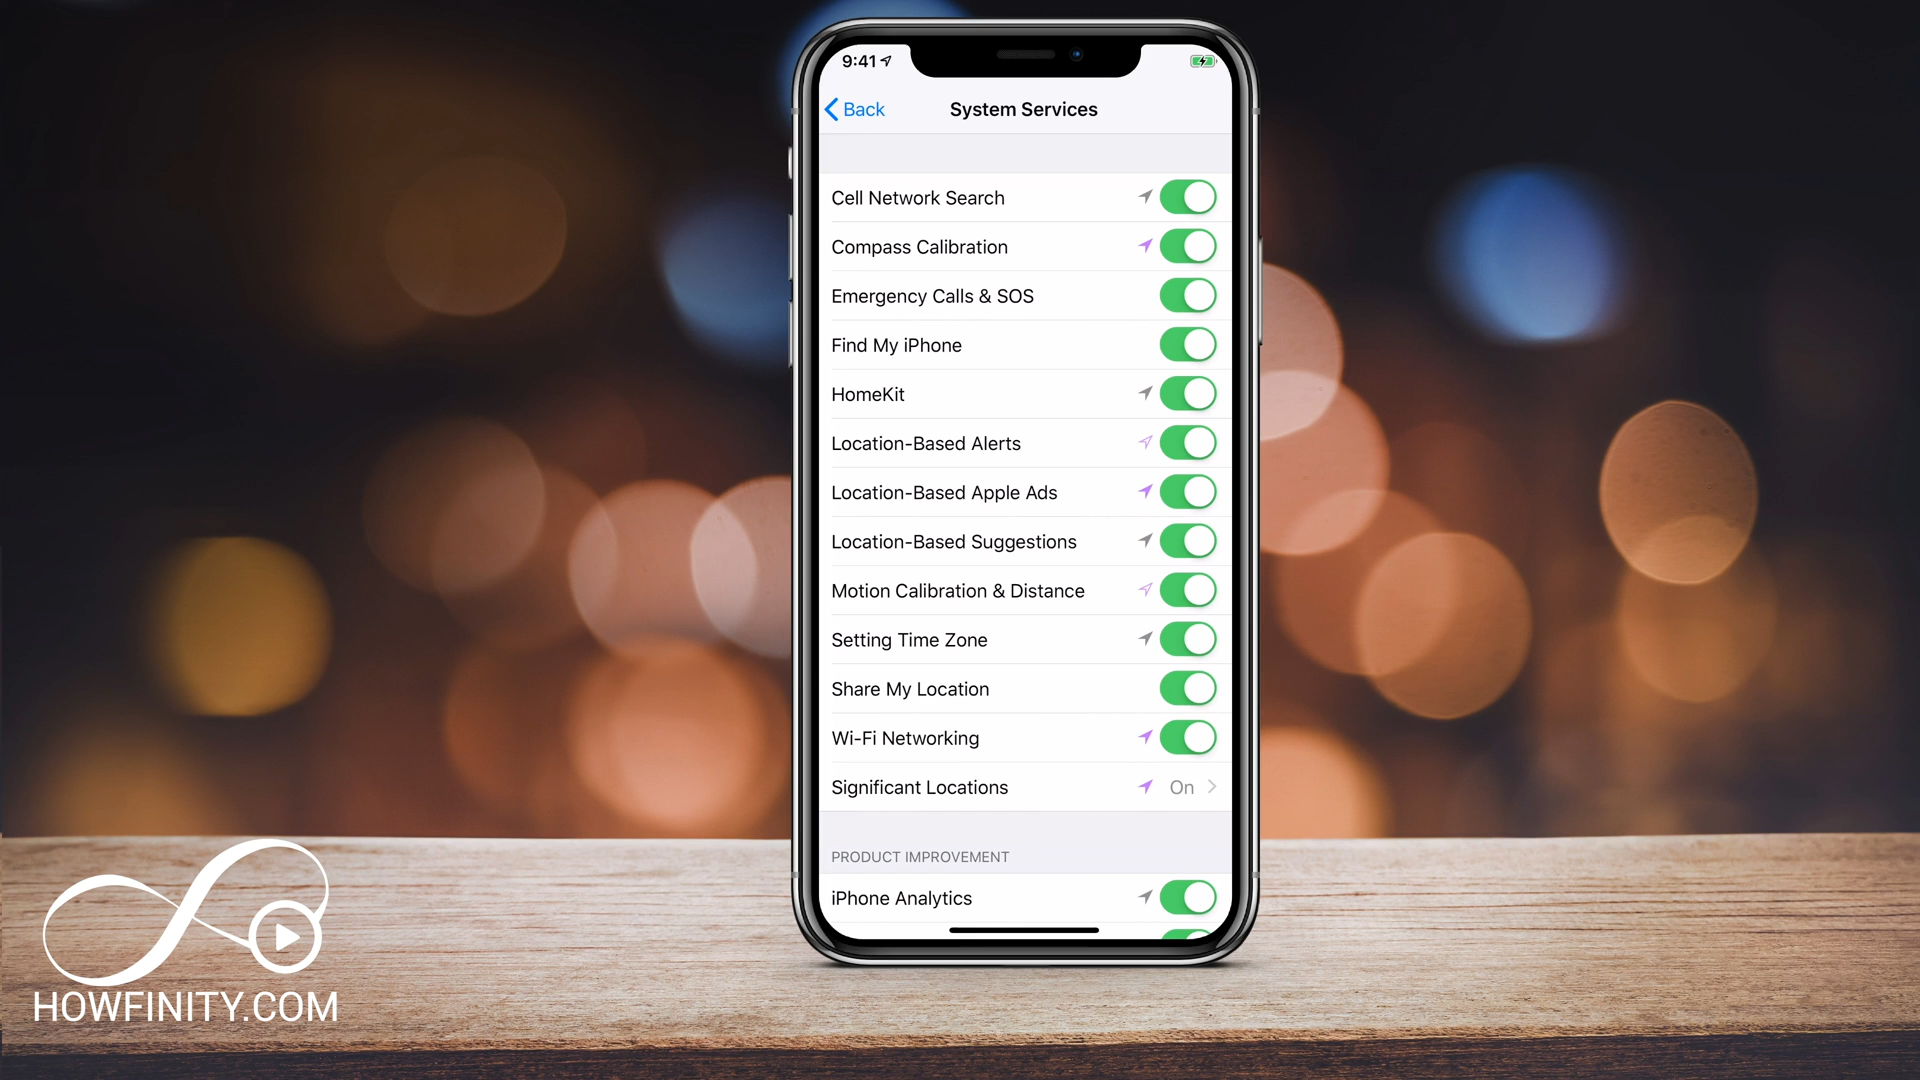 9:41
Back
System Services
Cell Network Search
Compass Calibration
Emergency Calls & SOS
Find My iPhone
HomeKit
Location-Based Alerts
Location-Based Apple Ads
Location-Based Suggestions
Motion Calibration & Distance
Setting Time Zone
Share My Location
Wi-Fi Networking
Significant Locations On
PRODUCT IMPROVEMENT
iPhone Analytics
HOWFINITY.COM